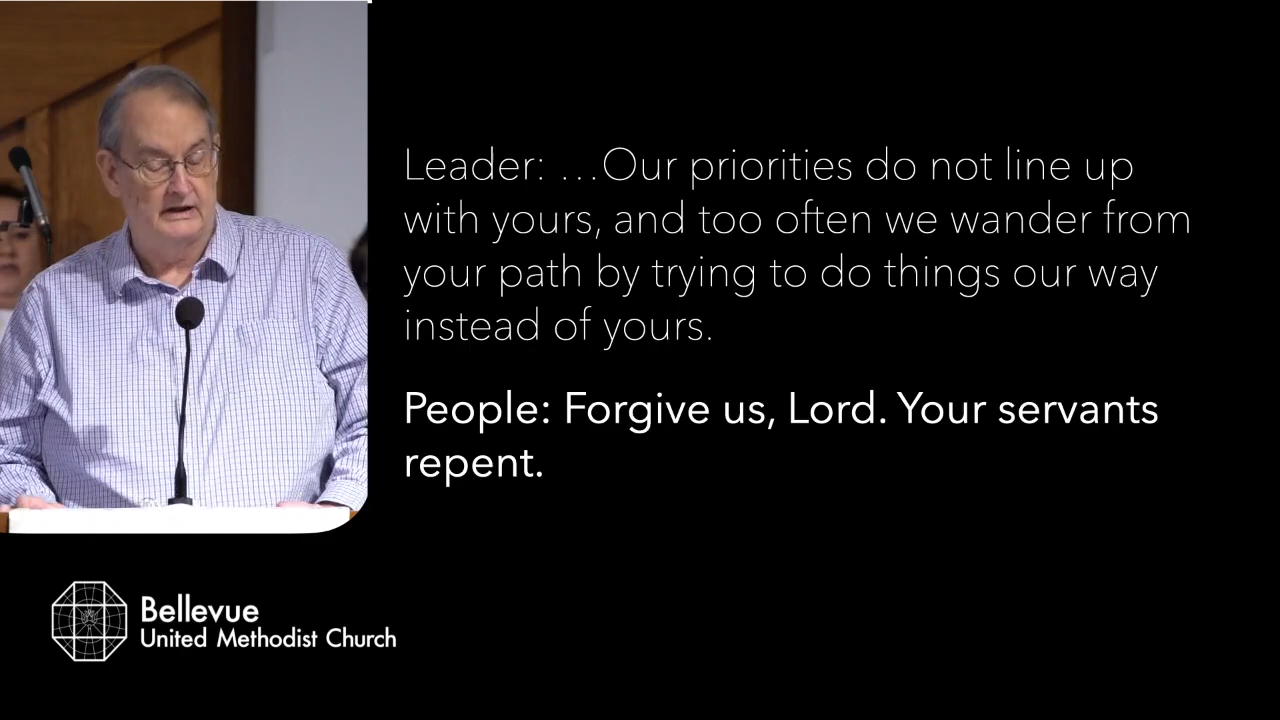 Leader: …Our priorities do not line up
with yours, and too often we wander from
your path by trying to do things our way
instead of yours.
People: Forgive us, Lord. Your servants
repent.
Bellevue
United Methodist Church